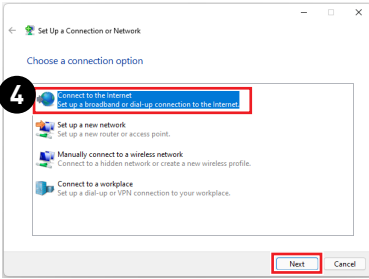 Set Up a Connection or Network
Choose a connection option
4
Connect to the Internet
Set up a broadband or dial-up connection to the Internet.
Set up a new network
Set up a new router or access point.
Manually connect to a wireless network
Connect to a hidden network or create a new wireless profile.
Connect to a workplace
Set up a dial-up or VPN connection to your workplace.
Next Cancel